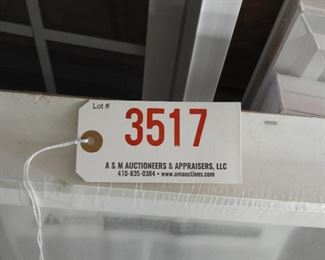 Lot #
3517
A & M AUCTIONEERS & APPRAISERS, LLC
410-835-0384 • www.amauctions.com